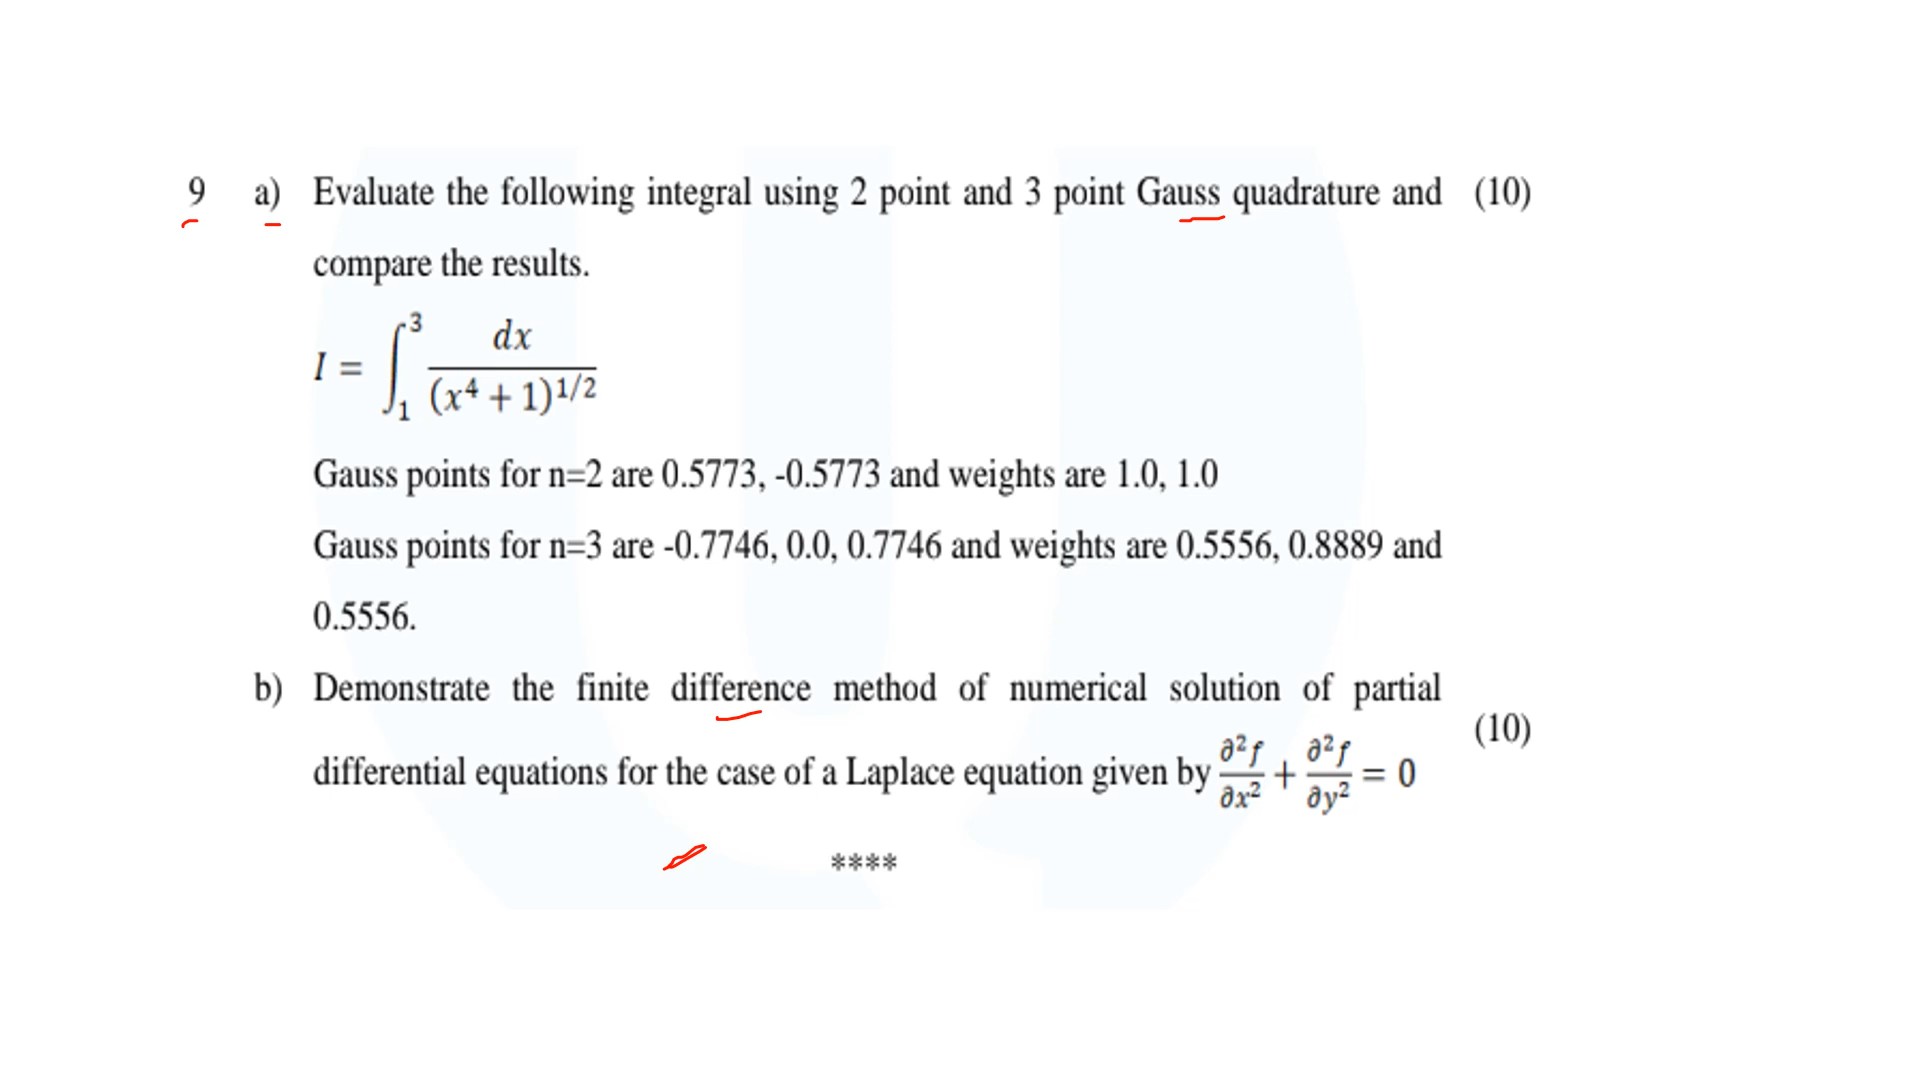 9 a) Evaluate the following integral using 2 point and 3 point Gauss quadrature and (10)
compare the results.
I = ∫₁³ dx / (x⁴ + 1)^1/2
Gauss points for n=2 are 0.5773, -0.5773 and weights are 1.0, 1.0
Gauss points for n=3 are -0.7746, 0.0, 0.7746 and weights are 0.5556, 0.8889 and
0.5556.
b) Demonstrate the finite difference method of numerical solution of partial
(10)
differential equations for the case of a Laplace equation given by ∂²f/∂x² + ∂²f/∂y² = 0
****